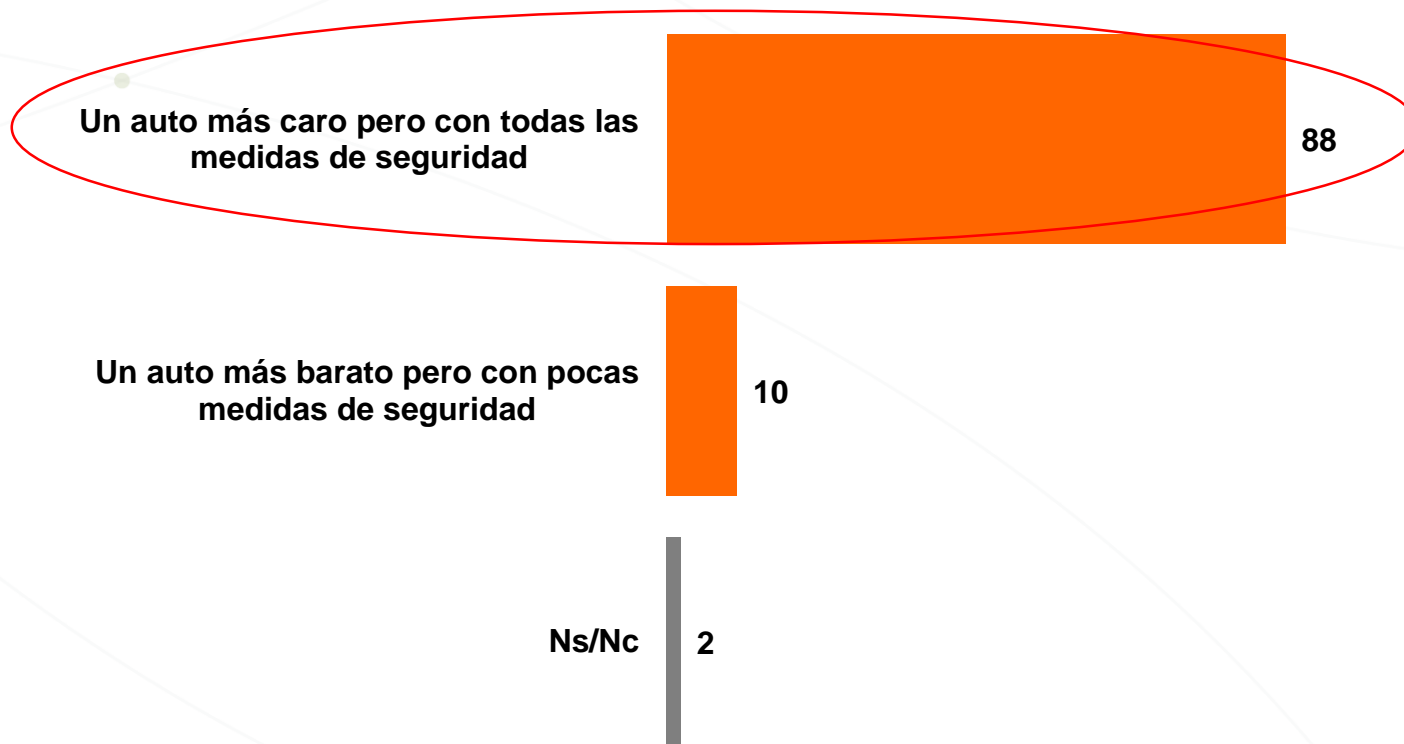 Un auto más caro pero con todas las
medidas de seguridad
88
Un auto más barato pero con pocas
medidas de seguridad
10
Ns/Nc
2